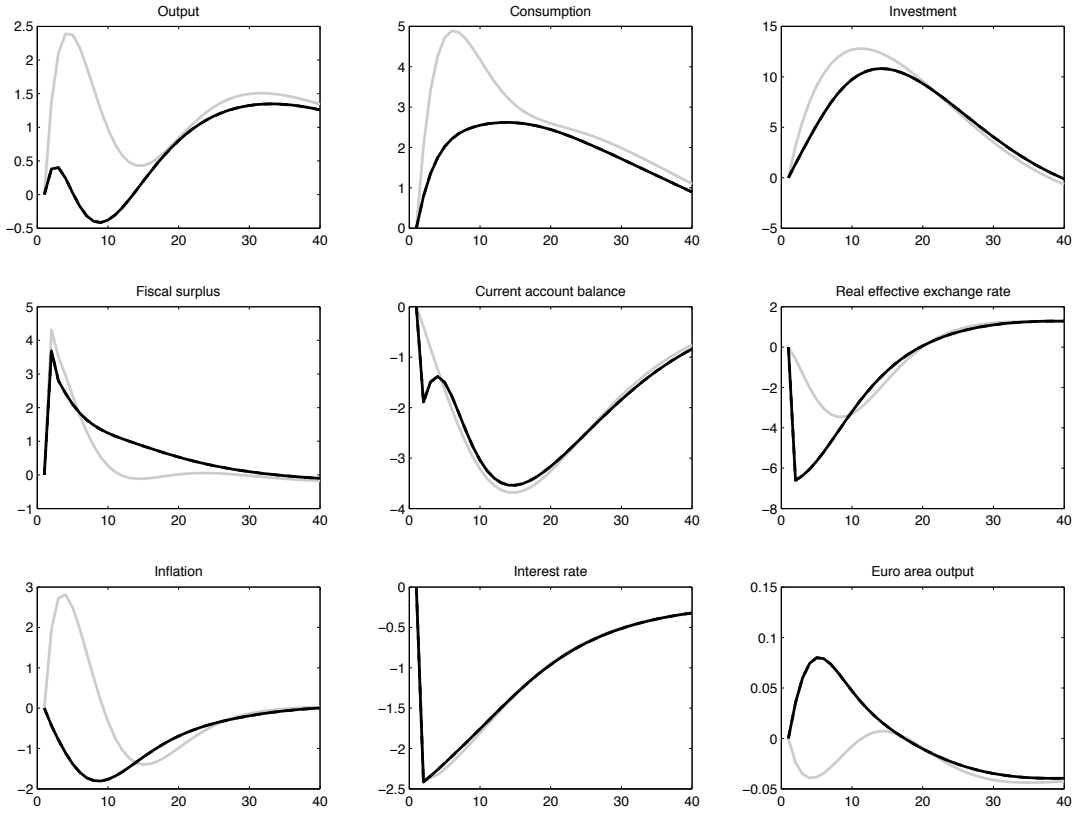 Output
2.5
2
1.5
1
0.5
0
−0.5
0 10 20 30 40
Consumption
5
4
3
2
1
0
0 10 20 30 40
Investment
15
10
5
0
−5
0 10 20 30 40
Fiscal surplus
5
4
3
2
1
0
−1
0 10 20 30 40
Current account balance
0
−1
−2
−3
−4
0 10 20 30 40
Real effective exchange rate
2
0
−2
−4
−6
−8
0 10 20 30 40
Inflation
3
2
1
0
−1
−2
0 10 20 30 40
Interest rate
0
−0.5
−1
−1.5
−2
−2.5
0 10 20 30 40
Euro area output
0.15
0.1
0.05
0
−0.05
0 10 20 30 40